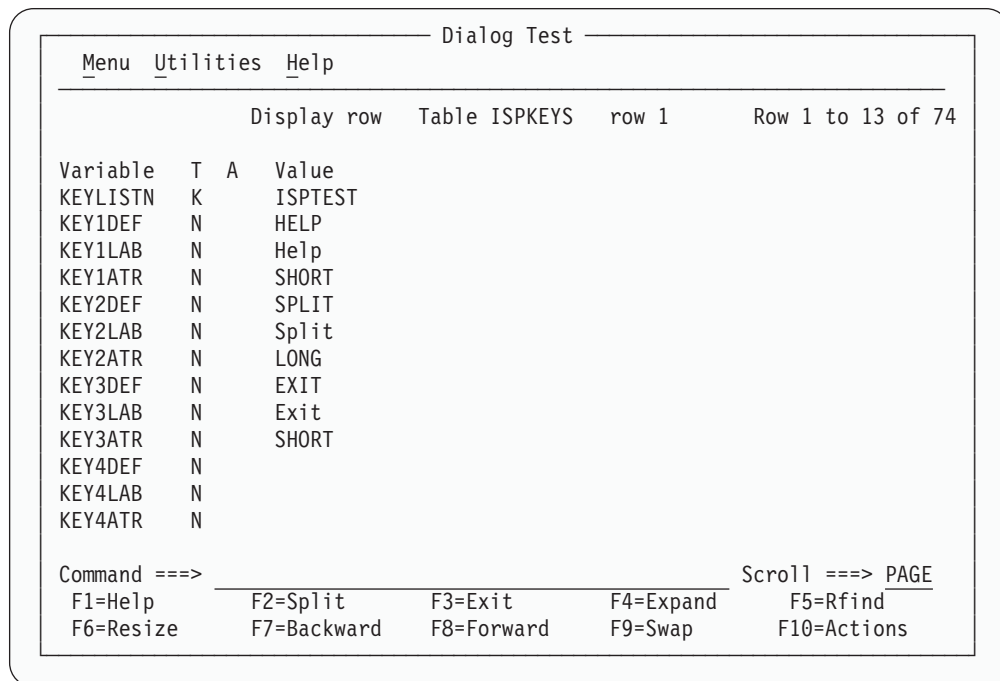 Dialog Test
Menu Utilities Help
Display row Table ISPKEYS row 1 Row 1 to 13 of 74
Variable T A Value
KEYLISTN K ISPTEST
KEY1DEF N HELP
KEY1LAB N Help
KEY1ATR N SHORT
KEY2DEF N SPLIT
KEY2LAB N Split
KEY2ATR N LONG
KEY3DEF N EXIT
KEY3LAB N Exit
KEY3ATR N SHORT
KEY4DEF N
KEY4LAB N
KEY4ATR N
Command ===> Scroll ===> PAGE
F1=Help F2=Split F3=Exit F4=Expand F5=Rfind
F6=Resize F7=Backward F8=Forward F9=Swap F10=Actions